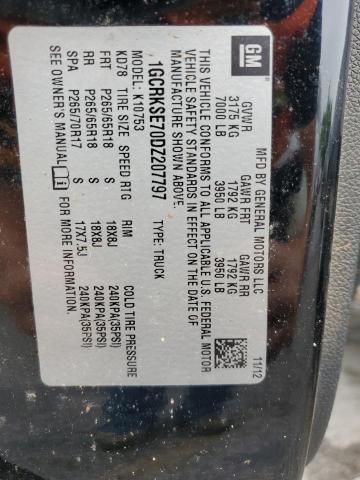 GM
MFD BY GENERAL MOTORS LLC
11/12
GVWR GAWR FRT GAWR RR
3175 KG 1792 KG 1792 KG
7000 LB 3950 LB 3950 LB
THIS VEHICLE CONFORMS TO ALL APPLICABLE U.S. FEDERAL MOTOR
VEHICLE SAFETY STANDARDS IN EFFECT ON THE DATE OF
MANUFACTURE SHOWN ABOVE.
1GCRKSE70DZ207797 TYPE: TRUCK
MODEL: K10753
KD78 TIRE SIZE SPEED RTG RIM COLD TIRE PRESSURE
FRT P265/65R18 S 18X8J 240KPA(35PSI)
RR P265/65R18 S 18X8J 240KPA(35PSI)
SPA P265/70R17 S 17X7.5J 240KPA(35PSI)
SEE OWNER MANUAL FOR MORE INFORMATION.